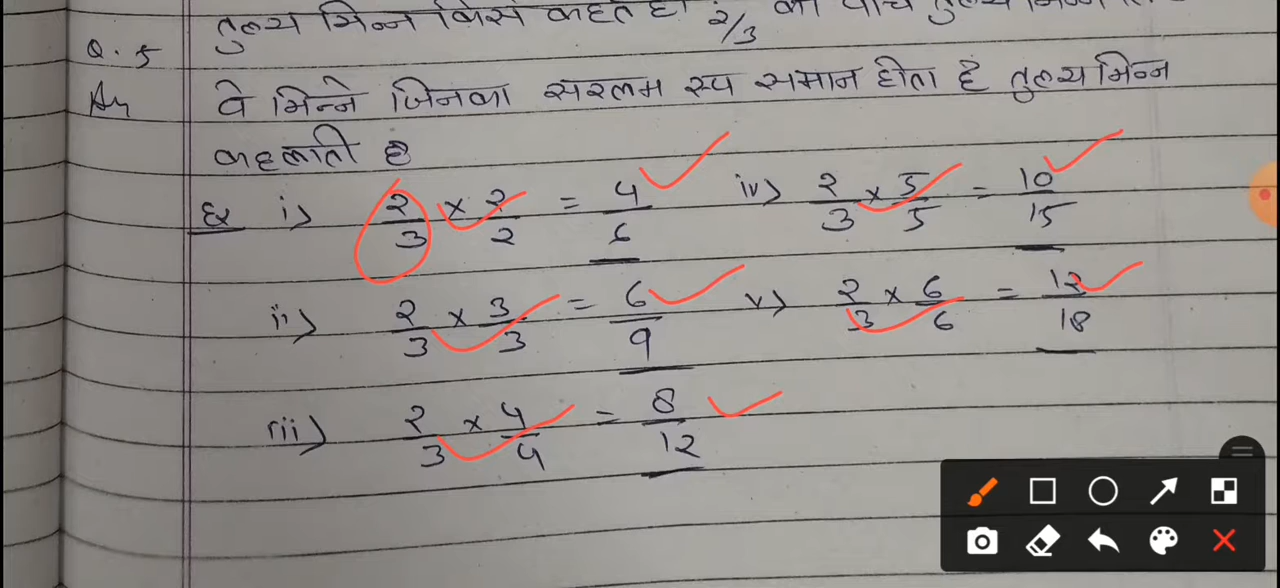 तुल्य भिन्न किसे कहते है। 2/3 की पांच तुल्य भिन्न
Q. 5
Ans वे भिन्ने जिनका सरलतम रूप समान होता है तुल्य भिन्न
कहलाती है
Ex i) 2/3 × 2/2 = 4/6 iv) 2/3 × 5/5 = 10/15
ii) 2/3 × 3/3 = 6/9 v) 2/3 × 6/6 = 12/18
iii) 2/3 × 4/4 = 8/12